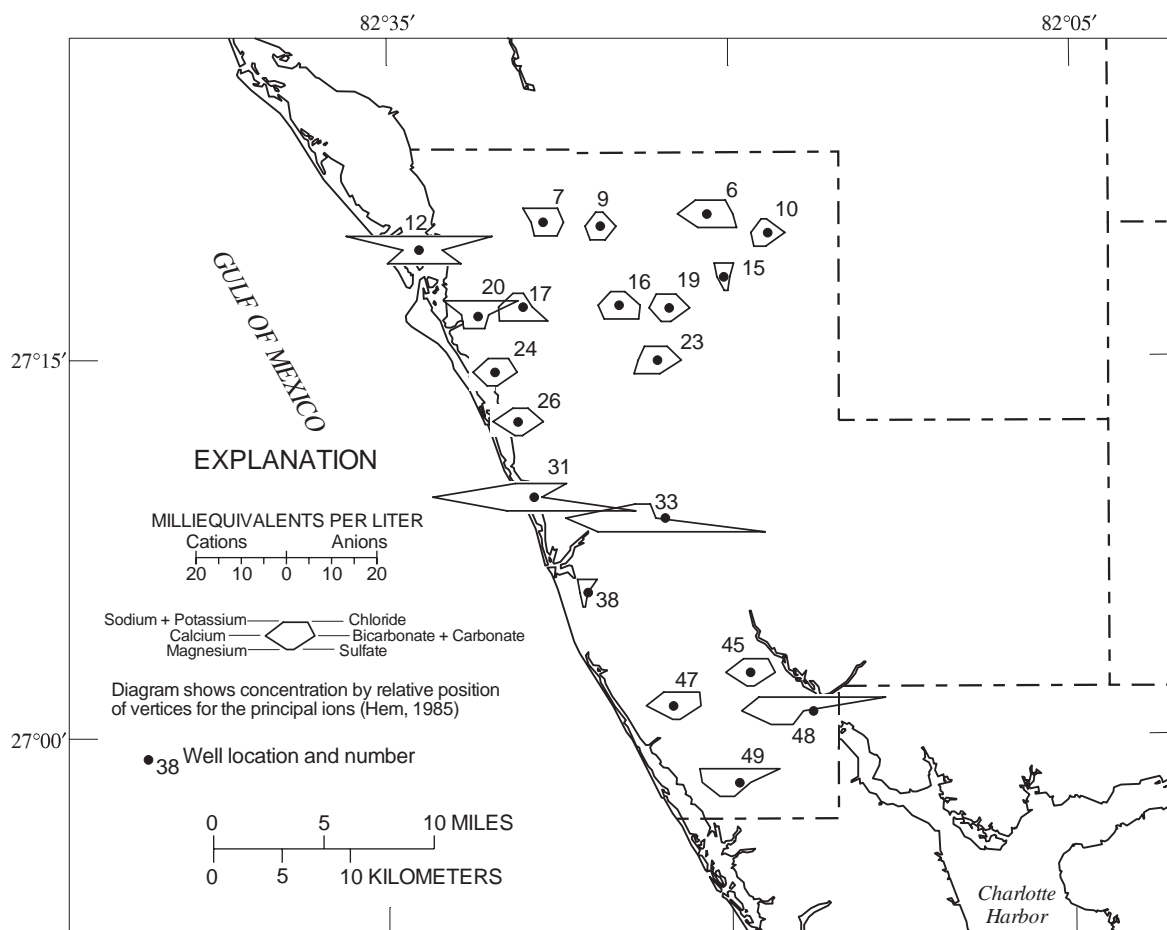 82°35′
82°05′
7
9
6
10
12
15
20
17
16
19
GULF OF MEXICO
27°15′
24
23
26
EXPLANATION
31
33
MILLIEQUIVALENTS PER LITER
Cations
Anions
20 10 0 10 20
38
Sodium + Potassium
Chloride
Calcium
Bicarbonate + Carbonate
Magnesium
Sulfate
45
47
Diagram shows concentration by relative position
of vertices for the principal ions (Hem, 1985)
48
27°00′
38 Well location and number
49
0 5 10 MILES
0 5 10 KILOMETERS
Charlotte
Harbor